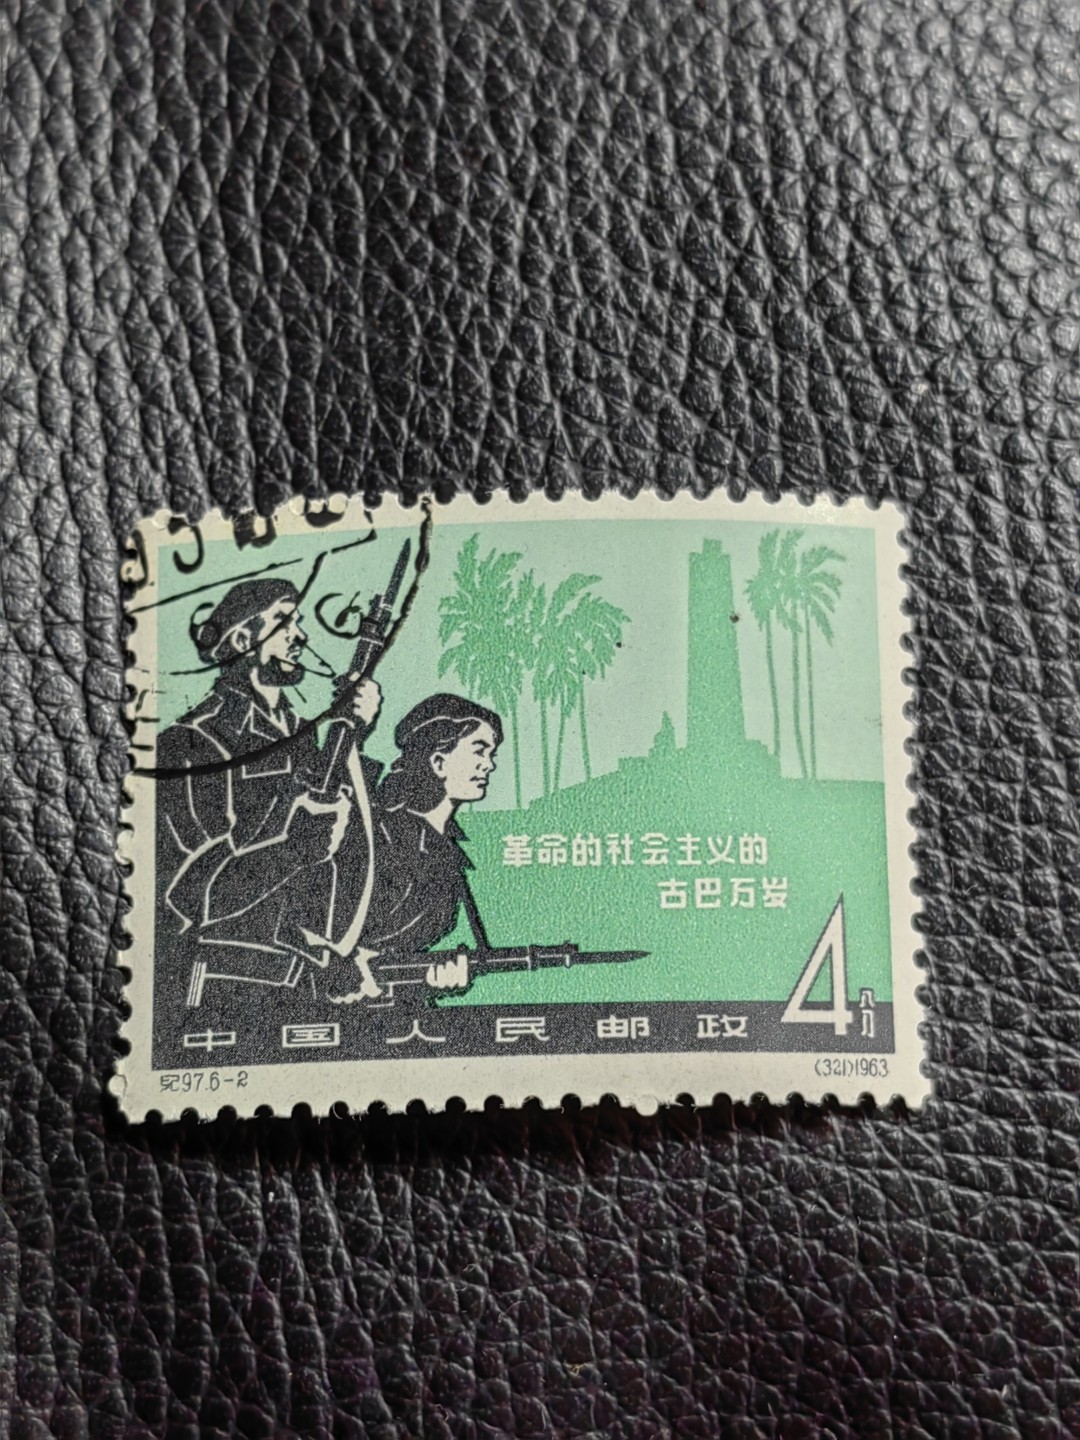 革命的社会主义的
古巴万岁
4八分
中国人民邮政
纪97.6-2
(321)1963